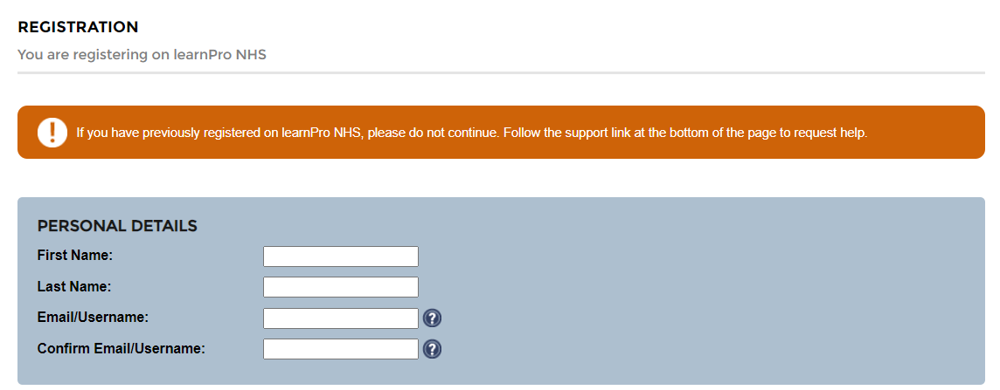 REGISTRATION
You are registering on learnPro NHS
! If you have previously registered on learnPro NHS, please do not continue. Follow the support link at the bottom of the page to request help.
PERSONAL DETAILS
First Name:
Last Name:
Email/Username: ?
Confirm Email/Username: ?